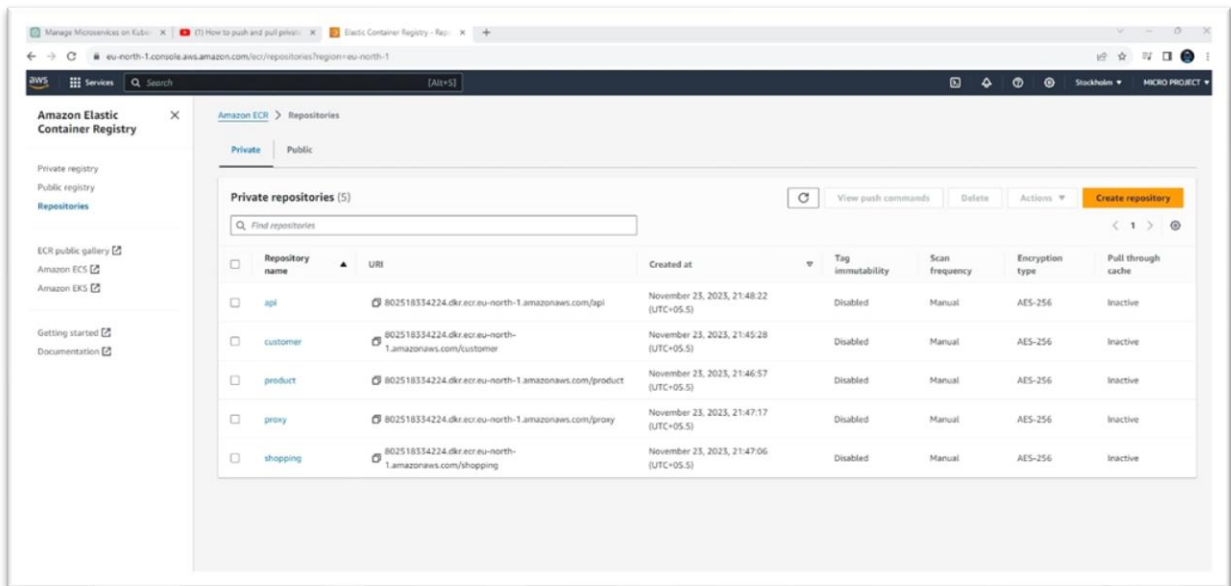 Manage Microservices on Kube
(1) How to push and pull private
Elastic Container Registry - Rep
eu-north-1.console.aws.amazon.com/ecr/repositories?region=eu-north-1
aws
Services
Search
[Alt+S]
Stockholm
MICRO PROJECT
Amazon Elastic
Container Registry
Private registry
Public registry
Repositories
ECR public gallery
Amazon ECS
Amazon EKS
Getting started
Documentation
Amazon ECR > Repositories
Private
Public
Private repositories (5)
View push commands
Delete
Actions
Create repository
Find repositories
1
Repository
name
URI
Created at
Tag
immutability
Scan
frequency
Encryption
type
Pull through
cache
api
802518334224.dkr.ecr.eu-north-1.amazonaws.com/api
November 23, 2023, 21:48:22
(UTC+05.5)
Disabled
Manual
AES-256
Inactive
customer
802518334224.dkr.ecr.eu-north-
1.amazonaws.com/customer
November 23, 2023, 21:45:28
(UTC+05.5)
Disabled
Manual
AES-256
Inactive
product
802518334224.dkr.ecr.eu-north-1.amazonaws.com/product
November 23, 2023, 21:46:57
(UTC+05.5)
Disabled
Manual
AES-256
Inactive
proxy
802518334224.dkr.ecr.eu-north-1.amazonaws.com/proxy
November 23, 2023, 21:47:17
(UTC+05.5)
Disabled
Manual
AES-256
Inactive
shopping
802518334224.dkr.ecr.eu-north-
1.amazonaws.com/shopping
November 23, 2023, 21:47:06
(UTC+05.5)
Disabled
Manual
AES-256
Inactive